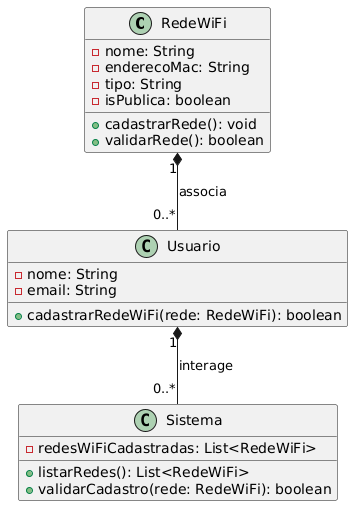 C RedeWiFi
nome: String
enderecoMac: String
tipo: String
isPublica: boolean
cadastrarRede(): void
validarRede(): boolean
1
associa
0..*
C Usuario
nome: String
email: String
cadastrarRedeWiFi(rede: RedeWiFi): boolean
1
interage
0..*
C Sistema
redesWiFiCadastradas: List<RedeWiFi>
listarRedes(): List<RedeWiFi>
validarCadastro(rede: RedeWiFi): boolean